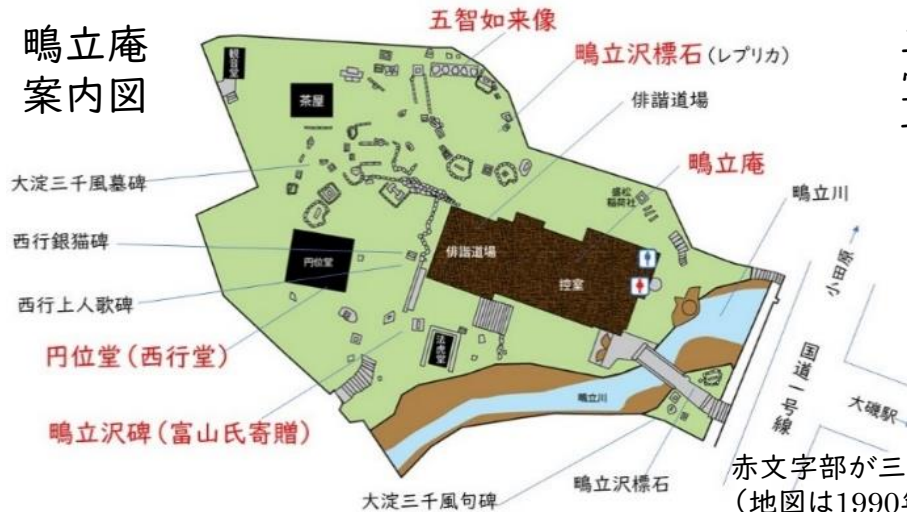 鴫立庵
案内図
五智如来像
鴫立沢標石(レプリカ)
俳諧道場
鴫立庵
鴫立川
観音堂
茶屋
大淀三千風墓碑
西行銀猫碑
西行上人歌碑
円位堂(西行堂)
鴫立沢碑(富山氏寄贈)
円位堂
俳諧道場
控室
法虎堂
盛松
稲荷社
鴫立川
小田原
国道一号線
大磯駅
大淀三千風句碑
鴫立沢標石
赤文字部が三
(地図は1990年